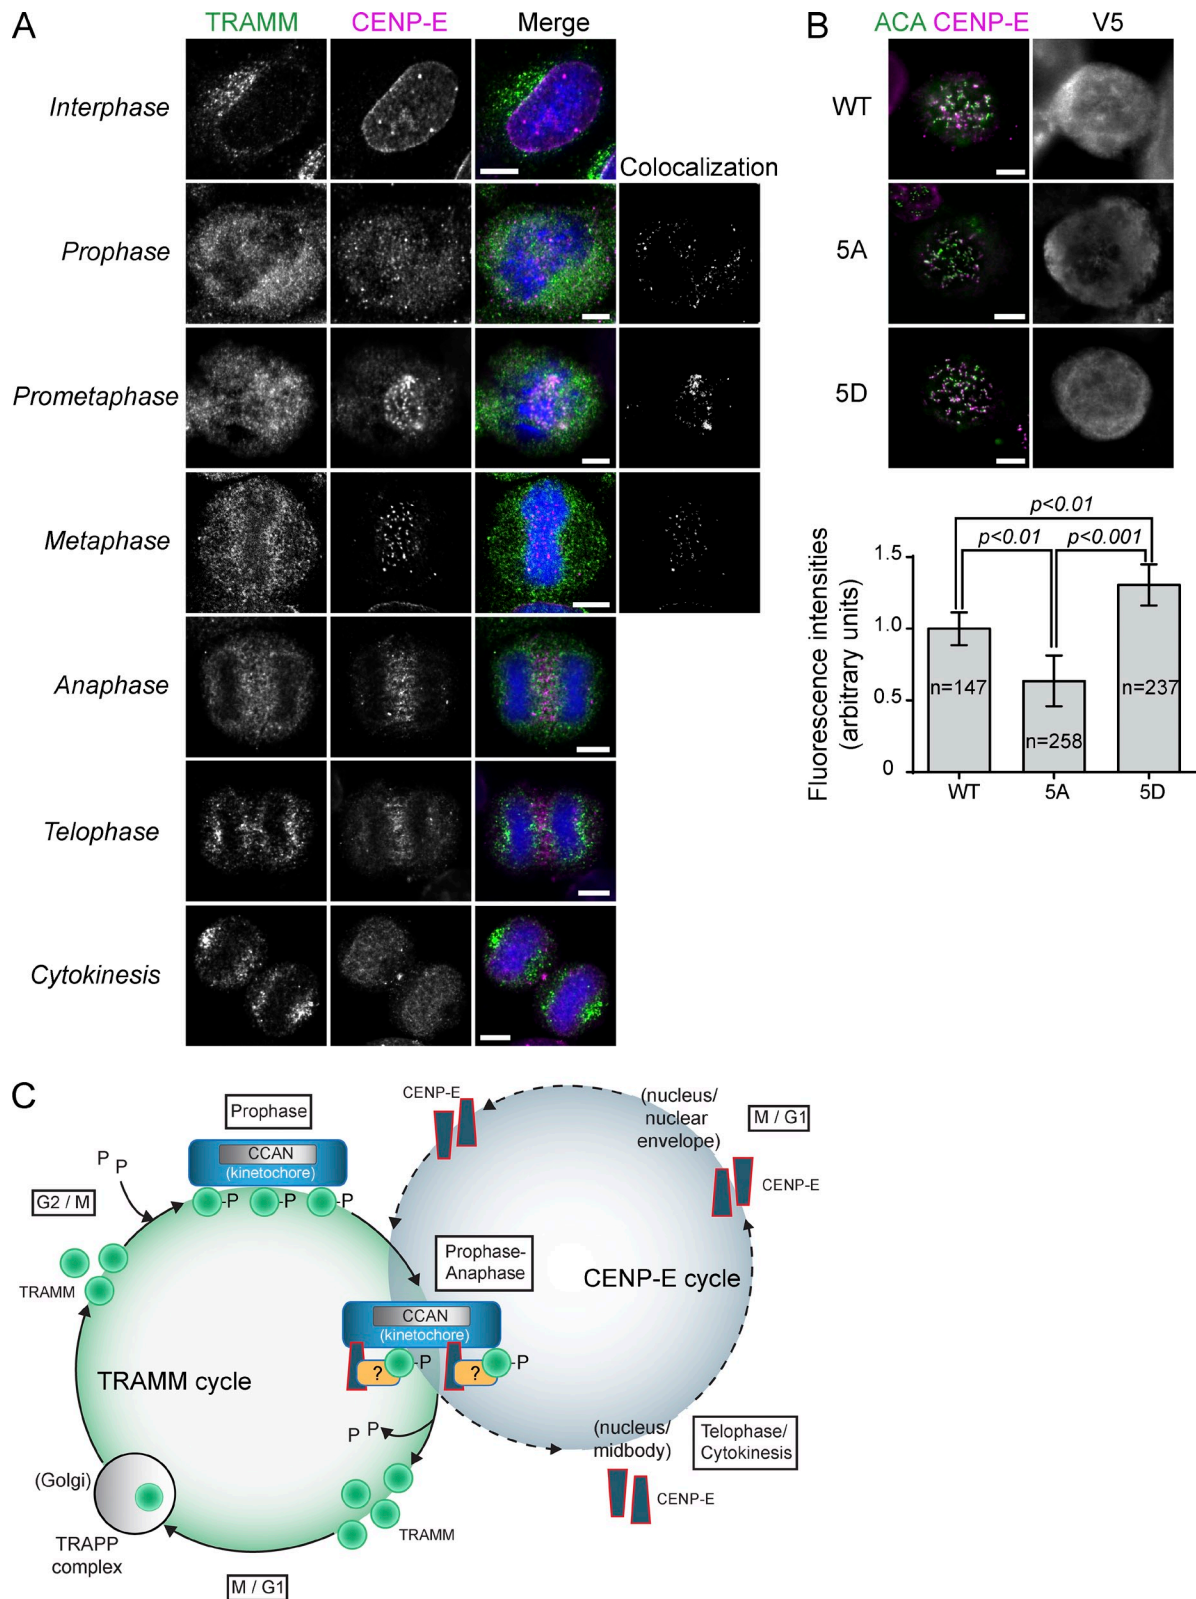 A
TRAMM
CENP-E
Merge
Interphase
Colocalization
Prophase
Prometaphase
Metaphase
Anaphase
Telophase
Cytokinesis
B
ACA CENP-E
V5
WT
5A
5D
p<0.01
p<0.01
p<0.001
Fluorescence intensities
(arbitrary units)
1.5
1.0
0.5
0
n=147
n=258
n=237
WT
5A
5D
C
Prophase
CCAN
(kinetochore)
-P
-P
-P
P
P
G2 / M
TRAMM
TRAMM cycle
(Golgi)
TRAPP
complex
M / G1
TRAMM
P
P
Prophase-
Anaphase
CCAN
(kinetochore)
?
-P
?
-P
CENP-E
(nucleus/
nuclear
envelope)
M / G1
CENP-E
CENP-E cycle
(nucleus/
midbody)
Telophase/
Cytokinesis
CENP-E